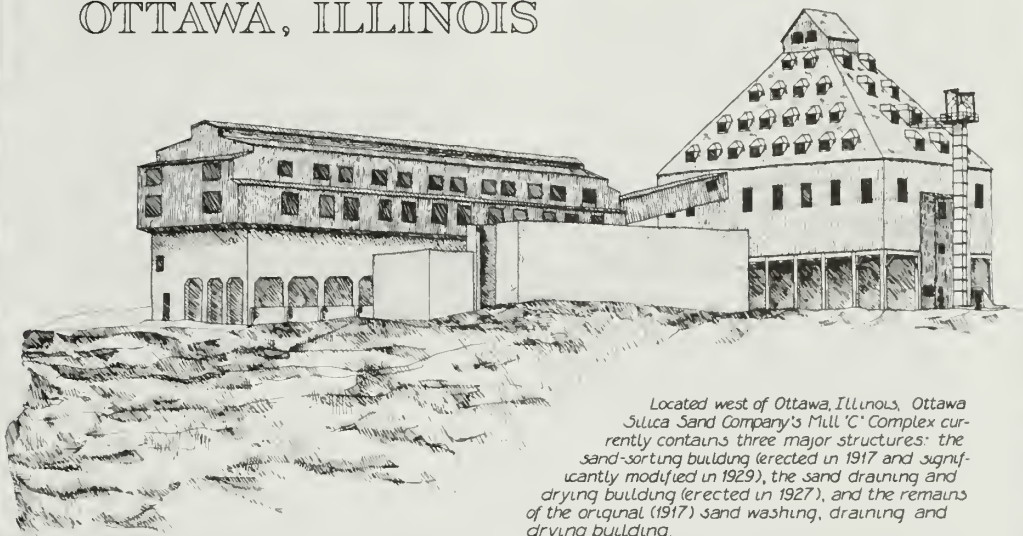 OTTAWA, ILLINOIS
Located west of Ottawa, Illinois, Ottawa
Silica Sand Company's Mill "C" Complex cur-
rently contains three major structures: the
sand-sorting building (erected in 1917 and signif-
icantly modified in 1929), the sand draining and
drying building (erected in 1927), and the remains
of the original (1917) sand washing, draining and
drying building.